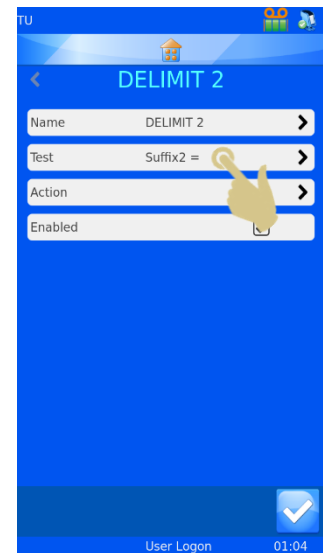 TU
DELIMIT 2
Name DELIMIT 2
Test Suffix2 =
Action
Enabled
User Logon 01:04